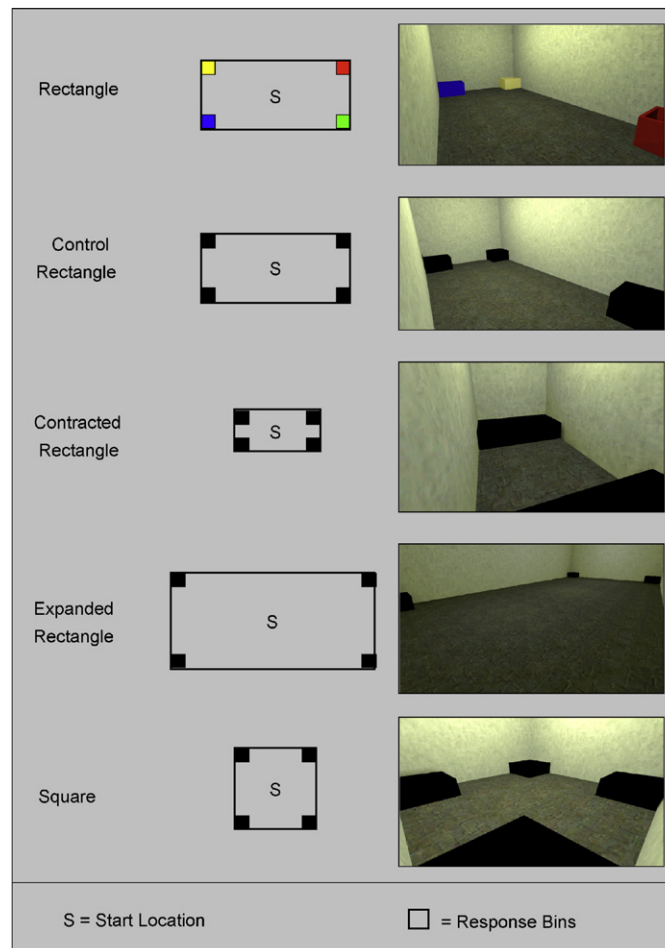 Rectangle
S
Control
Rectangle
S
Contracted
Rectangle
S
Expanded
Rectangle
S
Square
S
S = Start Location
= Response Bins